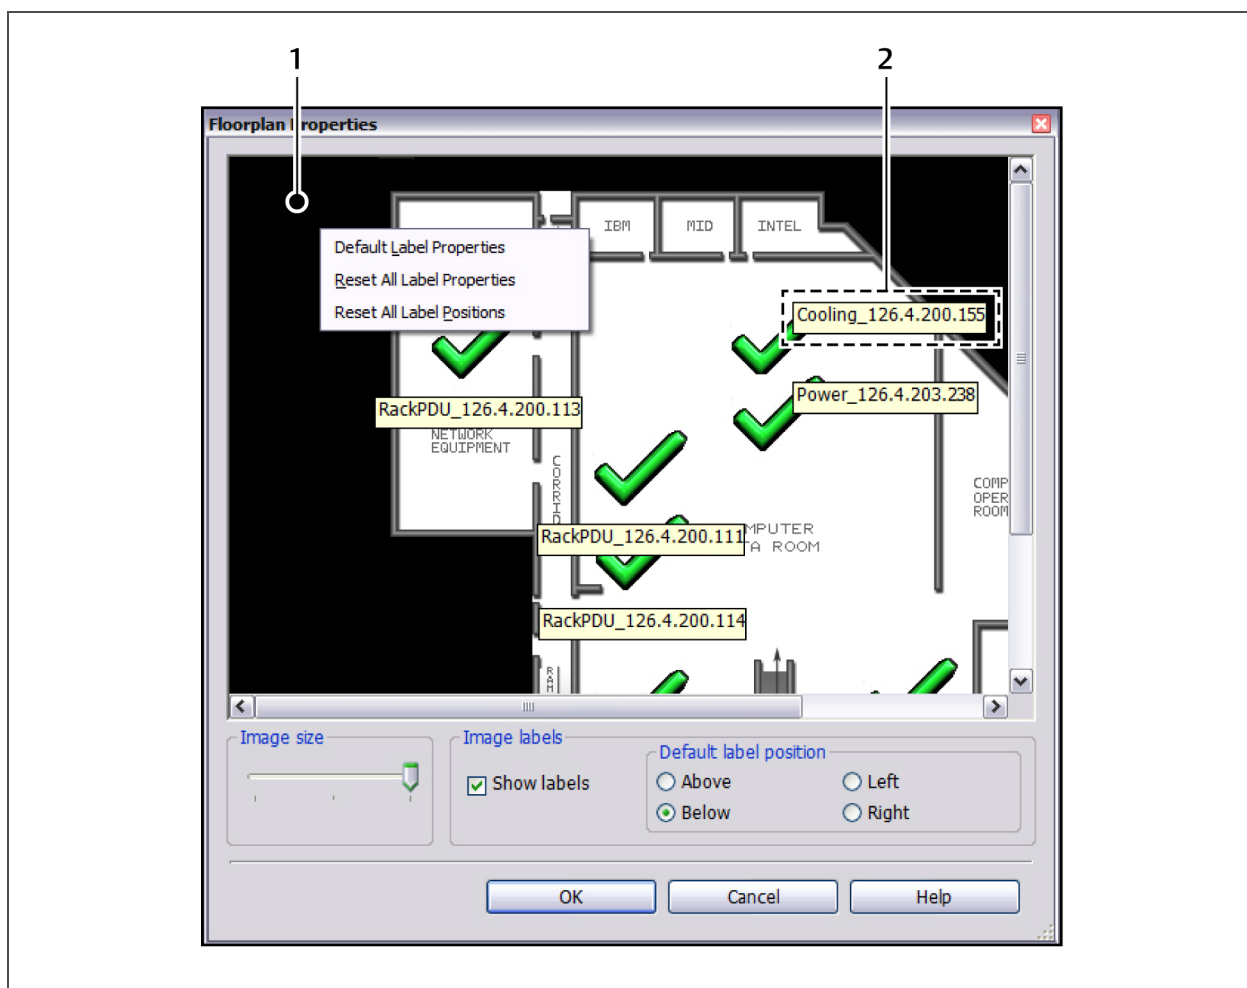 1
2
Floorplan Properties
IBM
MID
INTEL
Default Label Properties
Reset All Label Properties
Reset All Label Positions
Cooling_126.4.200.155
Power_126.4.203.238
RackPDU_126.4.200.113
NETWORK
EQUIPMENT
CORRID
COMP
OPER
ROOM
RackPDU_126.4.200.111
MPUTER
TA ROOM
RackPDU_126.4.200.114
RAM
Image size
Image labels
Show labels
Default label position
Above
Left
Below
Right
OK
Cancel
Help